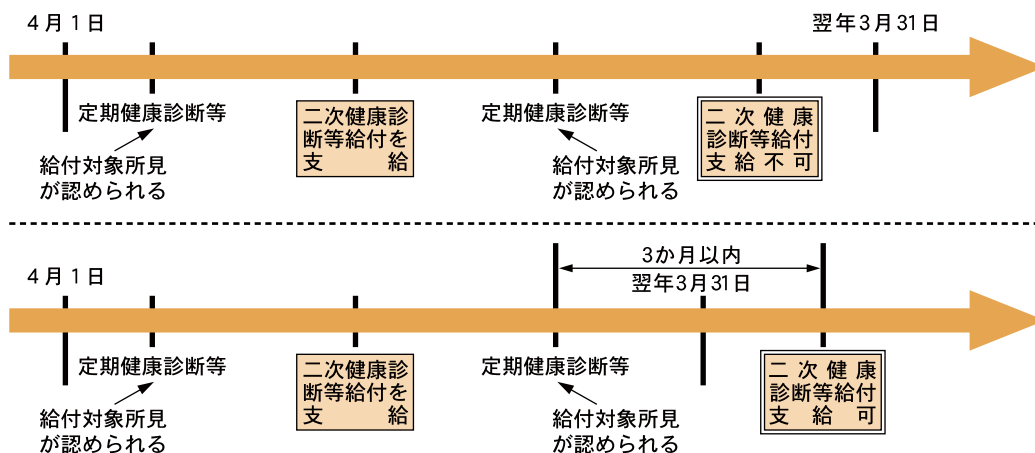 4月1日
翌年3月31日
定期健康診断等
給付対象所見
が認められる
二次健康診
断等給付を
支給
定期健康診断等
給付対象所見
が認められる
二次健康
診断等給付
支給不可
4月1日
3か月以内
翌年3月31日
定期健康診断等
給付対象所見
が認められる
二次健康診
断等給付を
支給
定期健康診断等
給付対象所見
が認められる
二次健康
診断等給付
支給可